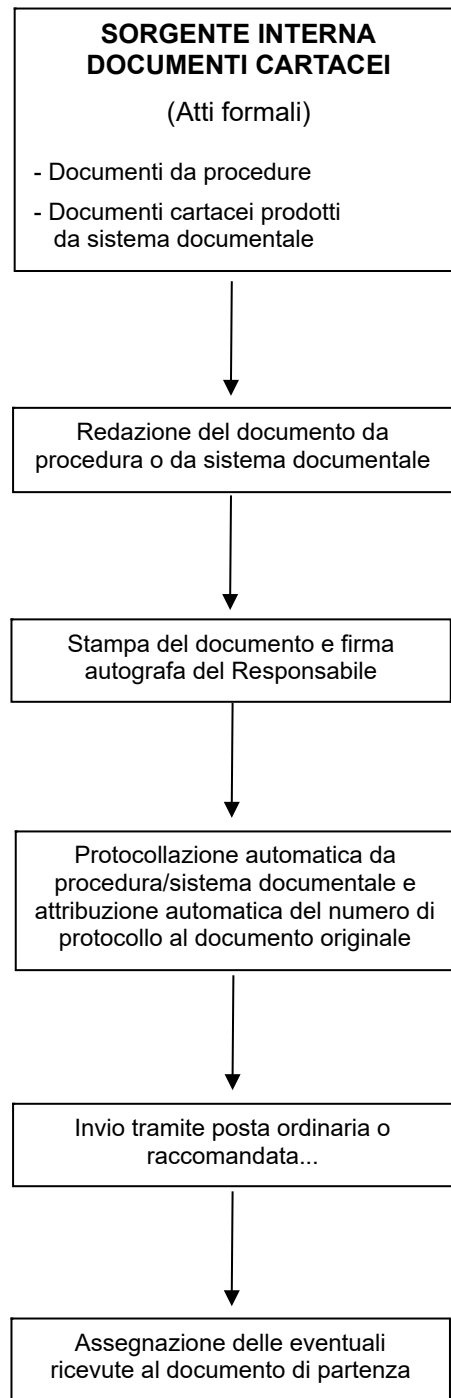 SORGENTE INTERNA
DOCUMENTI CARTACEI
(Atti formali)
- Documenti da procedure
- Documenti cartacei prodotti
da sistema documentale
Redazione del documento da
procedura o da sistema documentale
Stampa del documento e firma
autografa del Responsabile
Protocollazione automatica da
procedura/sistema documentale e
attribuzione automatica del numero di
protocollo al documento originale
Invio tramite posta ordinaria o
raccomandata...
Assegnazione delle eventuali
ricevute al documento di partenza